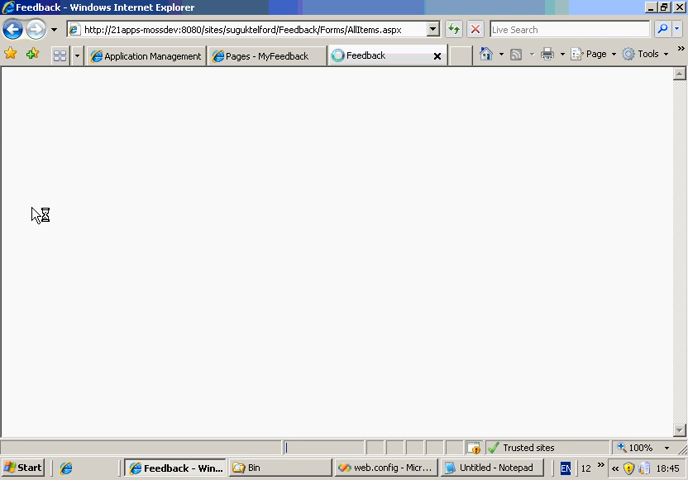 Feedback - Windows Internet Explorer
http://21apps-mossdev:8080/sites/suguktelford/Feedback/Forms/AllItems.aspx
Live Search
Application Management
Pages - MyFeedback
Feedback
Page
Tools
Trusted sites
100%
Start
Feedback - Win...
Bin
web.config - Micr...
Untitled - Notepad
EN
12
18:45